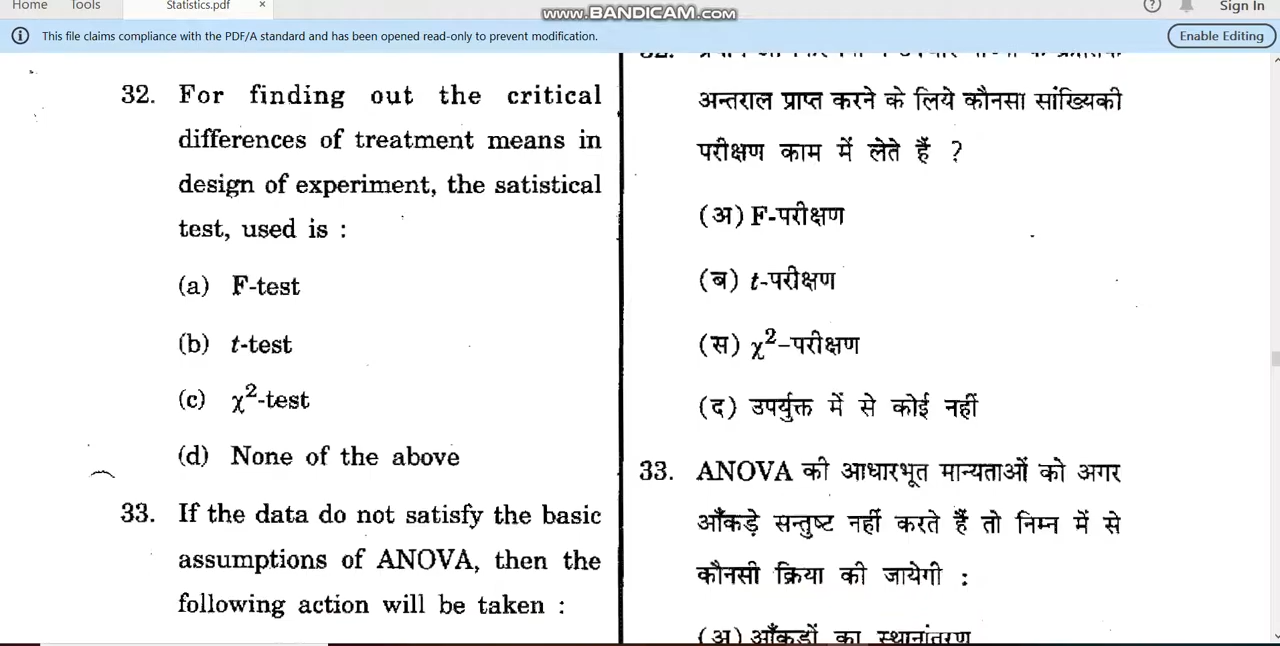 Home Tools Statistics.pdf × www.BANDICAM.com ? Sign In
This file claims compliance with the PDF/A standard and has been opened read-only to prevent modification. Enable Editing
32. For finding out the critical
differences of treatment means in
design of experiment, the satistical
test, used is :
(a) F-test
(b) t-test
(c) χ²-test
(d) None of the above
33. If the data do not satisfy the basic
assumptions of ANOVA, then the
following action will be taken :
अन्तराल प्राप्त करने के लिये कौनसा सांख्यिकी
परीक्षण काम में लेते हैं ?
(अ) F-परीक्षण
(ब) t-परीक्षण
(स) χ²-परीक्षण
(द) उपर्युक्त में से कोई नहीं
33. ANOVA की आधारभूत मान्यताओं को अगर
आँकड़े सन्तुष्ट नहीं करते हैं तो निम्न में से
कौनसी क्रिया की जायेगी :
(अ) आँकड़ों का स्थानांतरण